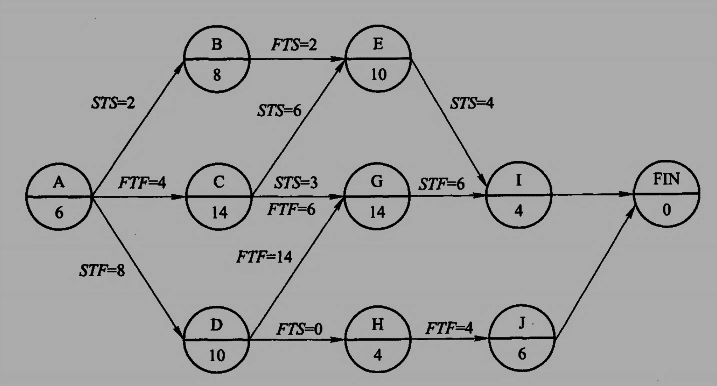 B
8
FTS=2
E
10
STS=2
STS=6
STS=4
A
6
FTF=4
C
14
STS=3
FTF=6
G
14
STF=6
I
4
FIN
0
STF=8
FTF=14
D
10
FTS=0
H
4
FTF=4
J
6